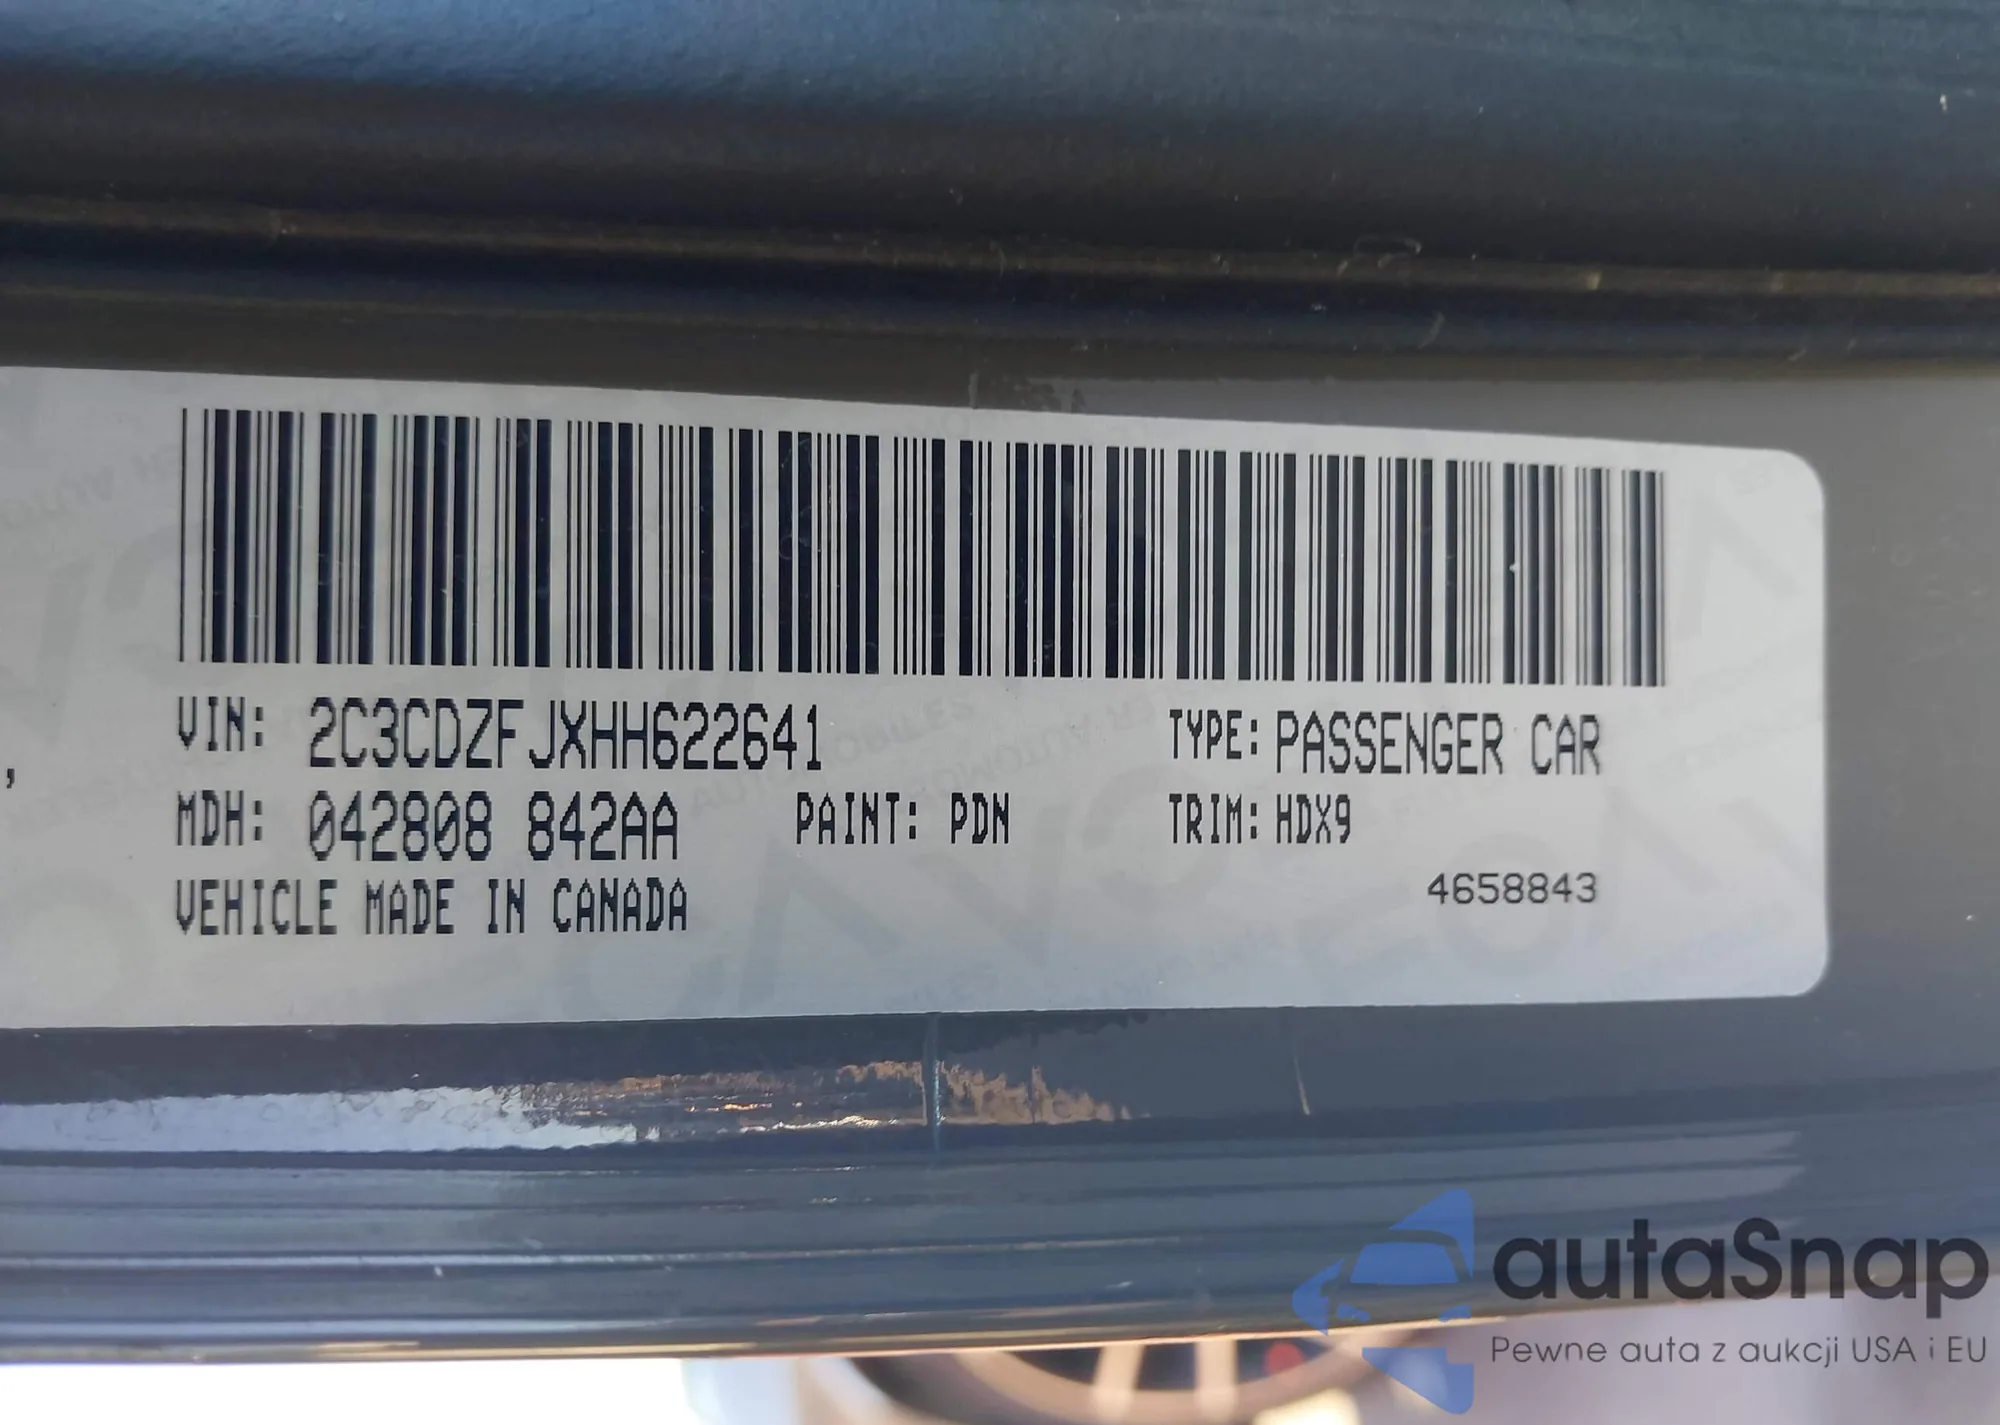 VIN: 2C3CDZFJXHH622641 TYPE: PASSENGER CAR
MDH: 042808 842AA PAINT: PDN TRIM: HDX9
VEHICLE MADE IN CANADA 4658843
autaSnap
Pewne auta z aukcji USA i EU